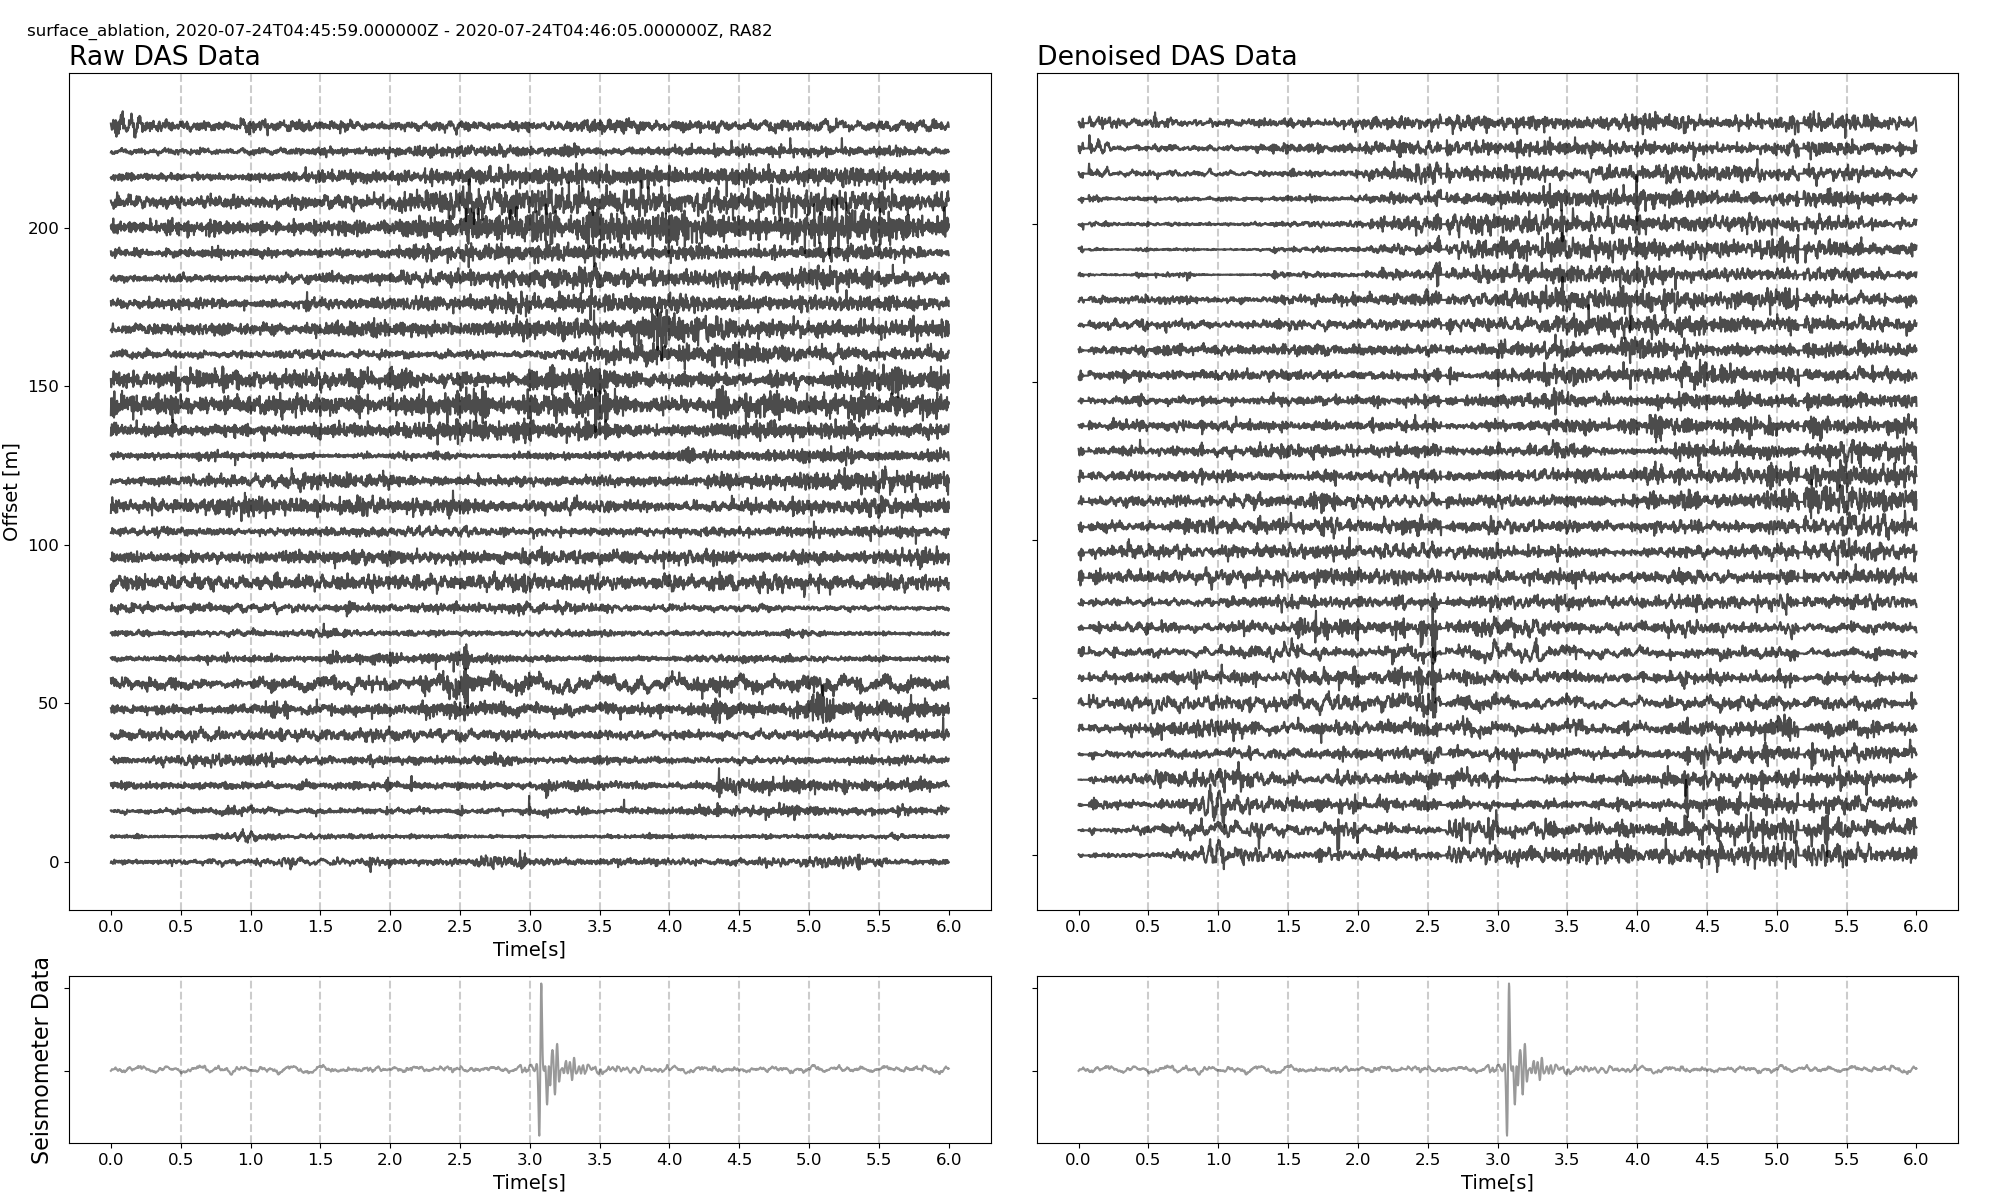 surface_ablation, 2020-07-24T04:45:59.000000Z - 2020-07-24T04:46:05.000000Z, RA82
Raw DAS Data
Denoised DAS Data
Offset [m]
200
150
100
50
0
0.0 0.5 1.0 1.5 2.0 2.5 3.0 3.5 4.0 4.5 5.0 5.5 6.0
Time[s]
0.0 0.5 1.0 1.5 2.0 2.5 3.0 3.5 4.0 4.5 5.0 5.5 6.0
Seismometer Data
0.0 0.5 1.0 1.5 2.0 2.5 3.0 3.5 4.0 4.5 5.0 5.5 6.0
Time[s]
0.0 0.5 1.0 1.5 2.0 2.5 3.0 3.5 4.0 4.5 5.0 5.5 6.0
Time[s]